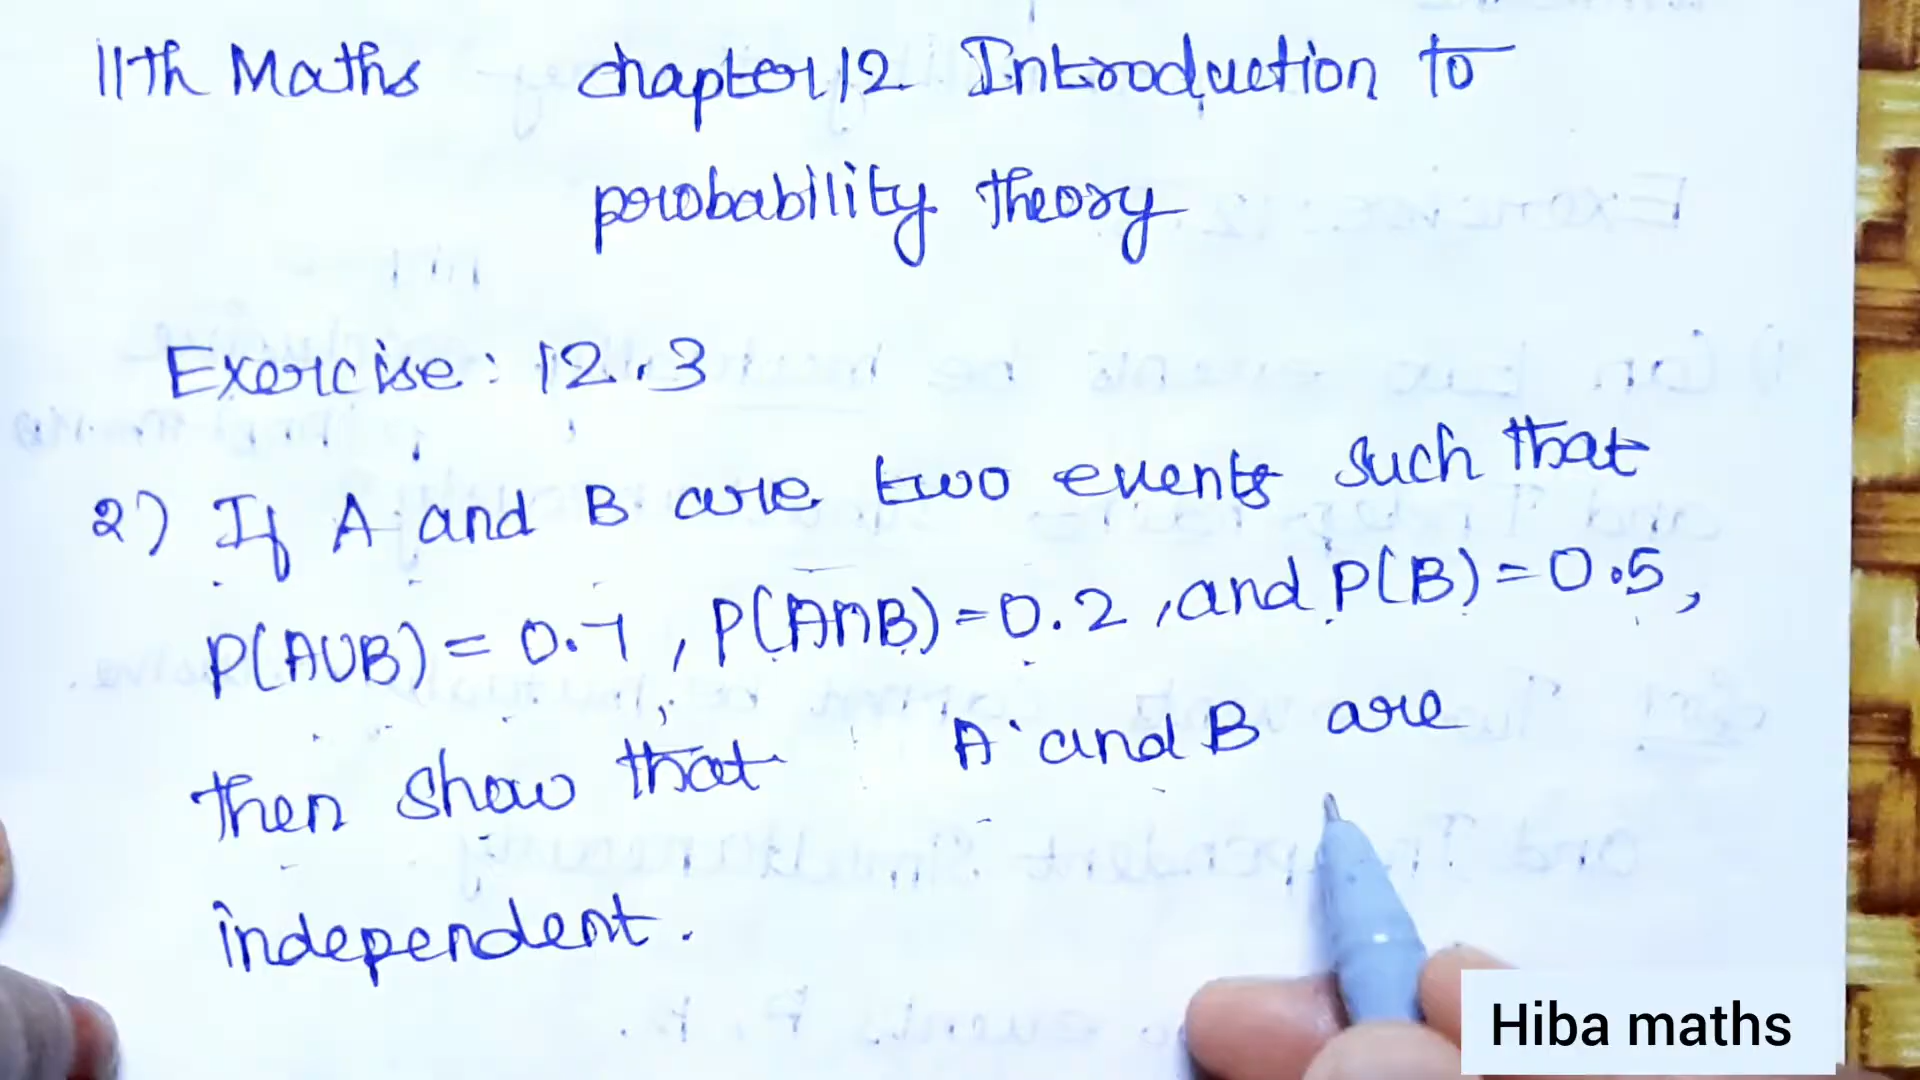 11th Maths chapter 12 Introduction to
probability theory
Exercise: 12.3
2) If A and B are two events such that
P(A∪B) = 0.7, P(A∩B) = 0.2, and P(B) = 0.5,
then show that A and B are
independent.
Hiba maths